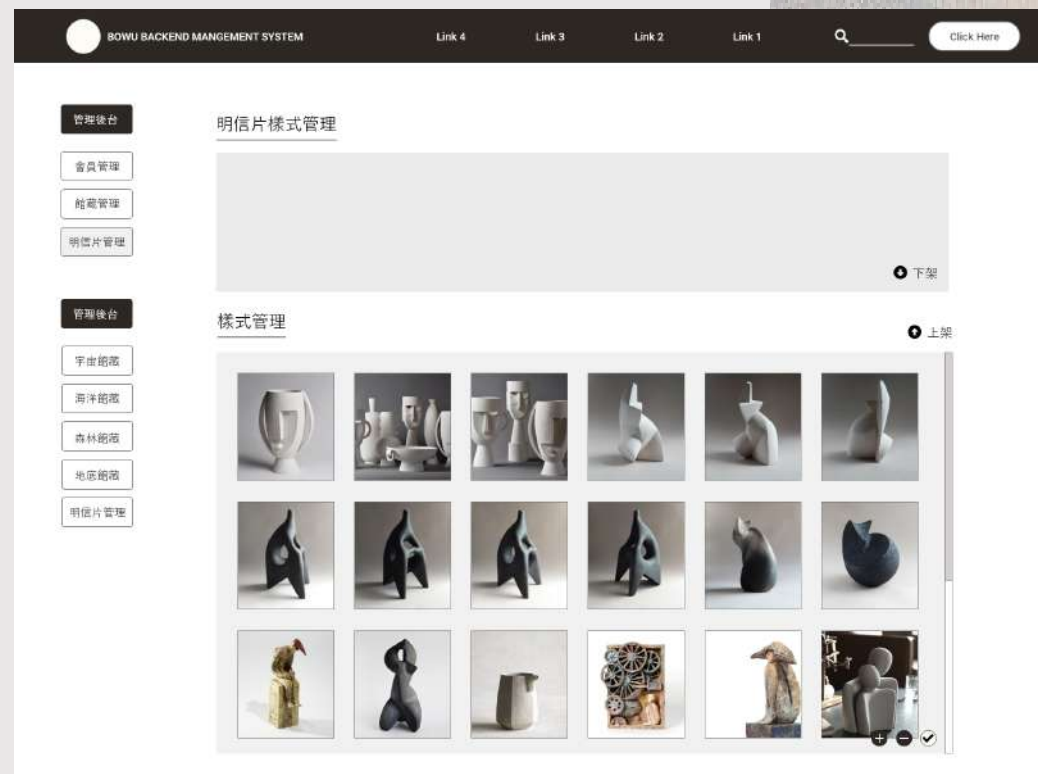 BOWU BACKEND MANGEMENT SYSTEM
Link 4
Link 3
Link 2
Link 1
Click Here
管理後台
會員管理
館藏管理
明信片管理
管理後台
宇宙館藏
海洋館藏
森林館藏
地底館藏
明信片管理
明信片樣式管理
下架
樣式管理
上架